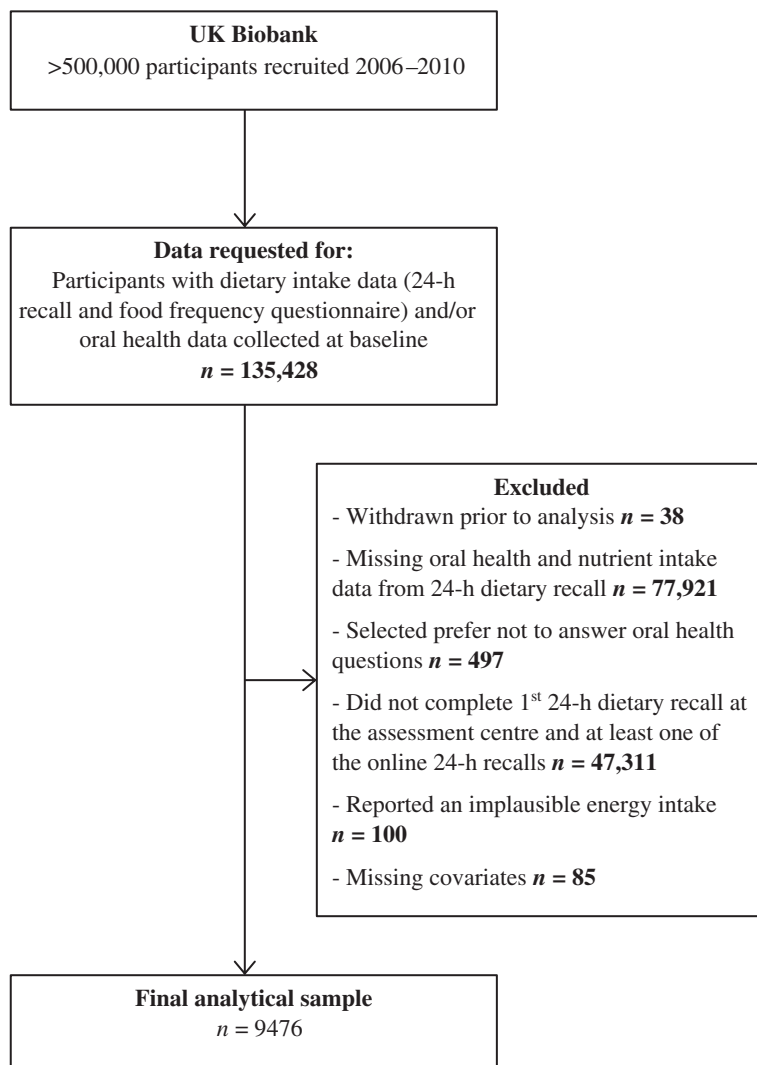 UK Biobank
>500,000 participants recruited 2006–2010
Data requested for:
Participants with dietary intake data (24-h
recall and food frequency questionnaire) and/or
oral health data collected at baseline
n = 135,428
Excluded
- Withdrawn prior to analysis n = 38
- Missing oral health and nutrient intake
data from 24-h dietary recall n = 77,921
- Selected prefer not to answer oral health
questions n = 497
- Did not complete 1st 24-h dietary recall at
the assessment centre and at least one of
the online 24-h recalls n = 47,311
- Reported an implausible energy intake
n = 100
- Missing covariates n = 85
Final analytical sample
n = 9476